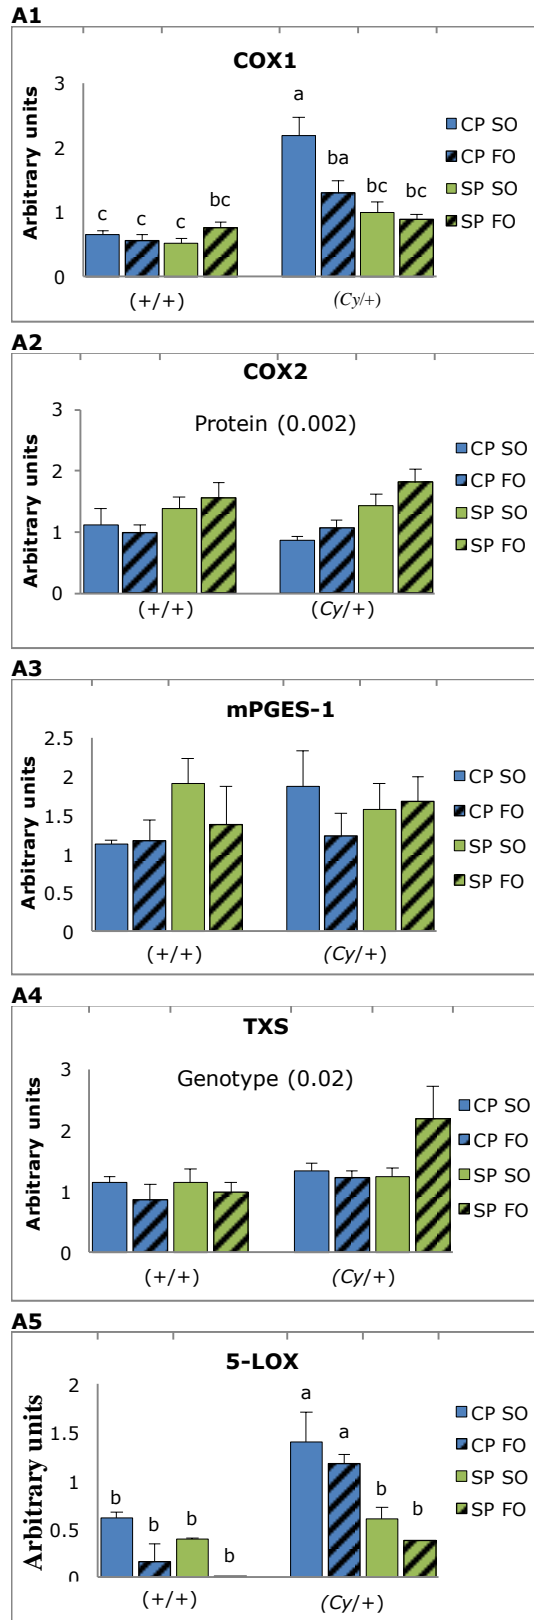 A1
COX1
Arbitrary units
3
2
1
0
a
ba
bc
bc
c
c
c
bc
(+/+)
(Cy/+)
CP SO
CP FO
SP SO
SP FO
A2
COX2
Protein (0.002)
Arbitrary units
3
2
1
0
(+/+)
(Cy/+)
CP SO
CP FO
SP SO
SP FO
A3
mPGES-1
Arbitrary units
2.5
2
1.5
1
0.5
0
(+/+)
(Cy/+)
CP SO
CP FO
SP SO
SP FO
A4
TXS
Genotype (0.02)
Arbitrary units
3
2
1
0
(+/+)
(Cy/+)
CP SO
CP FO
SP SO
SP FO
A5
5-LOX
Arbitrary units
2
1.5
1
0.5
0
b
b
b
b
a
a
b
b
(+/+)
(Cy/+)
CP SO
CP FO
SP SO
SP FO